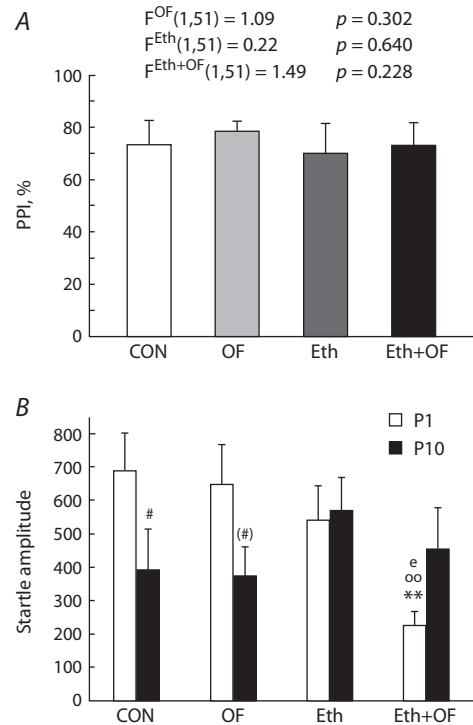 A
F^OF(1,51) = 1.09 p = 0.302
F^Eth(1,51) = 0.22 p = 0.640
F^Eth+OF(1,51) = 1.49 p = 0.228
100
80
60
40
20
0
PPI, %
CON OF Eth Eth+OF
B
P1
P10
800
700
600
500
400
300
200
100
0
Startle amplitude
#
(#)
e
oo
**
CON OF Eth Eth+OF